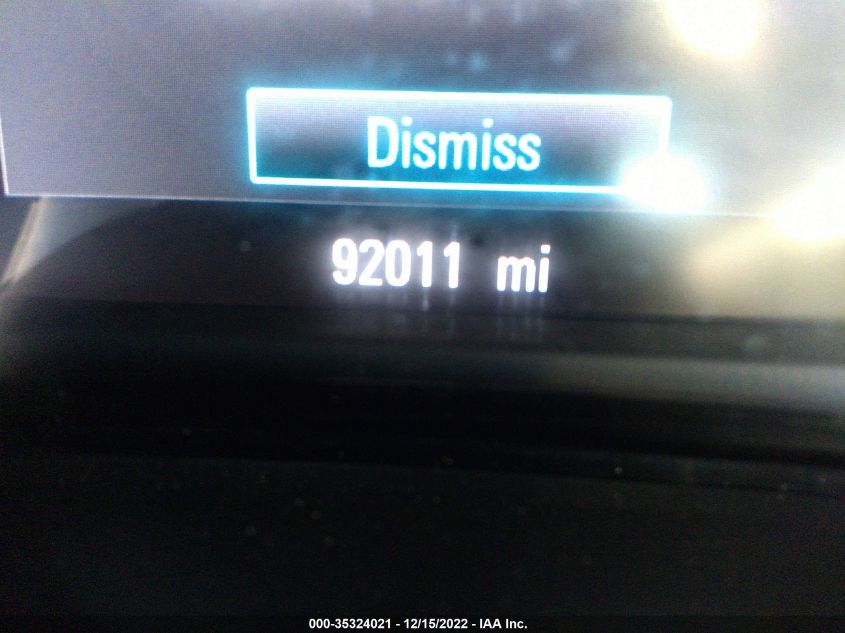 Dismiss
92011 mi
000-35324021 - 12/15/2022 - IAA Inc.